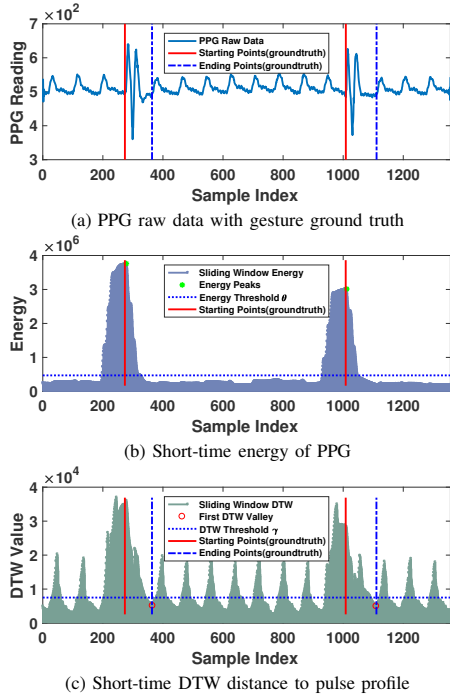 7 ×10²
PPG Raw Data
Starting Points(groundtruth)
Ending Points(groundtruth)
PPG Reading
6
5
4
3
0 200 400 600 800 1000 1200
Sample Index
(a) PPG raw data with gesture ground truth
×10⁶
4
Sliding Window Energy
Energy Peaks
Energy Threshold θ
Starting Points(groundtruth)
Energy
3
2
1
0
0 200 400 600 800 1000 1200
Sample Index
(b) Short-time energy of PPG
×10⁴
4
Sliding Window DTW
First DTW Valley
DTW Threshold γ
Starting Points(groundtruth)
Ending Points(groundtruth)
DTW Value
3
2
1
0
0 200 400 600 800 1000 1200
Sample Index
(c) Short-time DTW distance to pulse profile